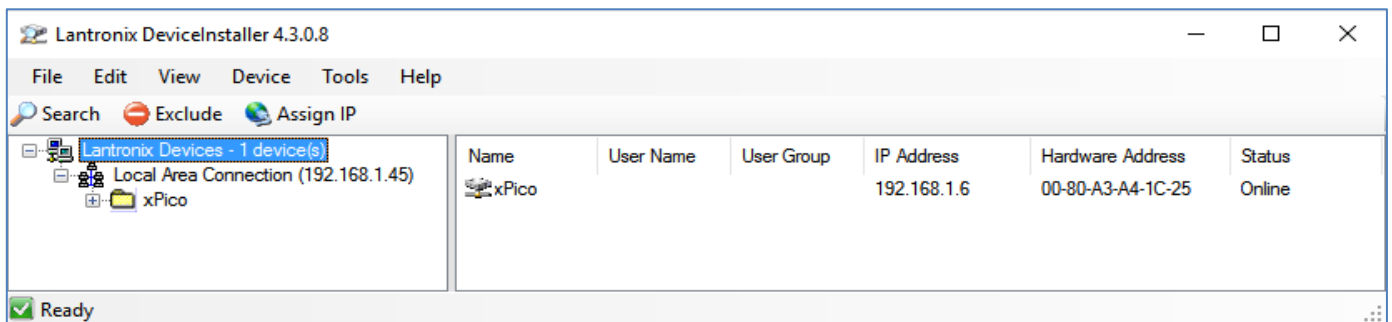 Lantronix DeviceInstaller 4.3.0.8
File Edit View Device Tools Help
Search Exclude Assign IP
Lantronix Devices - 1 device(s)
Local Area Connection (192.168.1.45)
xPico
Name User Name User Group IP Address Hardware Address Status
xPico 192.168.1.6 00-80-A3-A4-1C-25 Online
Ready